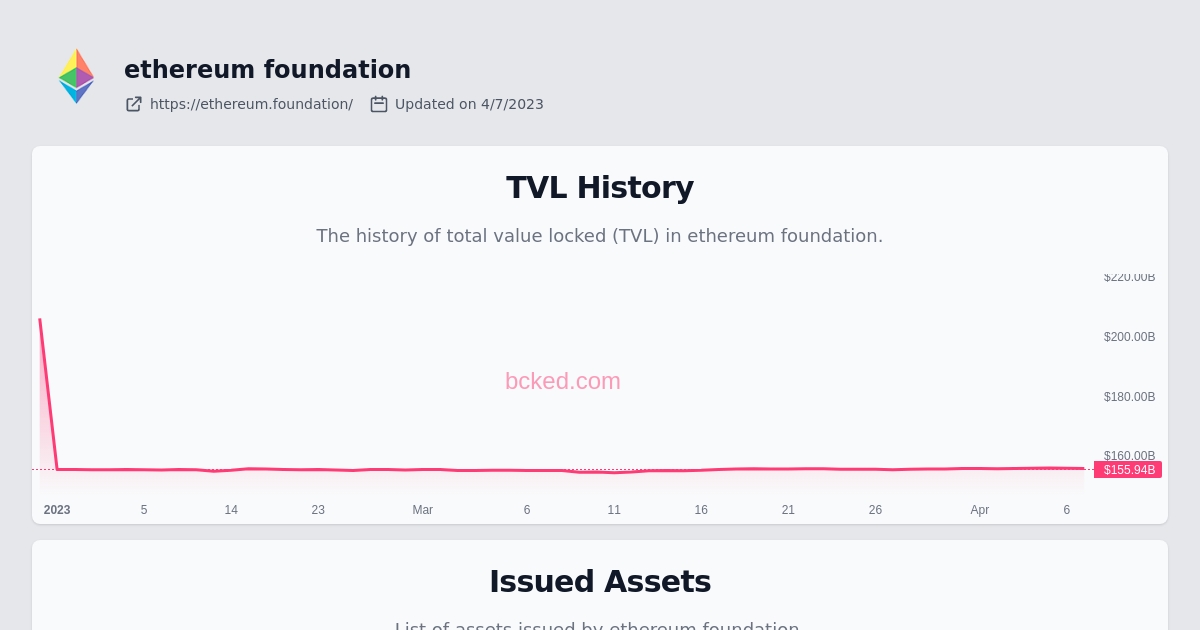 ethereum foundation
https://ethereum.foundation/ Updated on 4/7/2023
TVL History
The history of total value locked (TVL) in ethereum foundation.
$220.00B
$200.00B
bcked.com
$180.00B
$160.00B
$155.94B
2023 5 14 23 Mar 6 11 16 21 26 Apr 6
Issued Assets
List of assets issued by ethereum foundation.